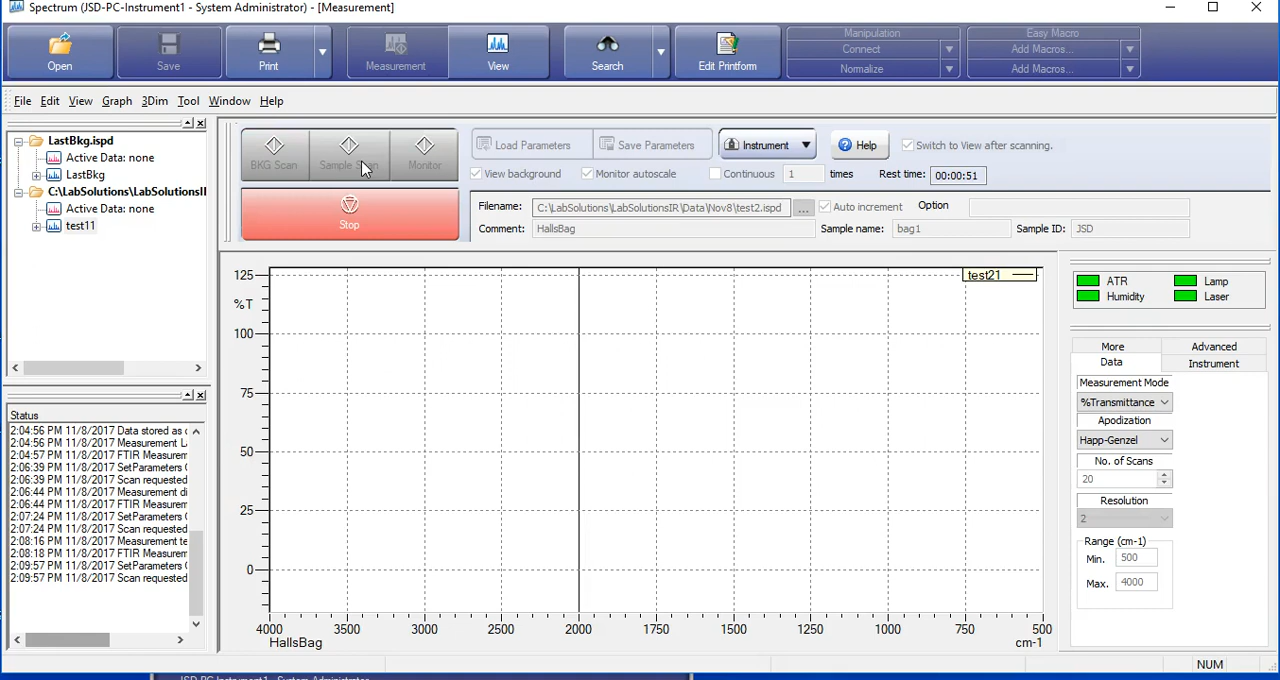 Spectrum (JSD-PC-Instrument1 - System Administrator) - [Measurement]
Open
Save
Print
Measurement
View
Search
Edit Printform
Manipulation
Connect
Normalize
Easy Macro
Add Macros...
Add Macros...
File Edit View Graph 3Dim Tool Window Help
LastBkg.ispd
Active Data: none
LastBkg
C:\LabSolutions\LabSolutionsI
Active Data: none
test11
BKG Scan
Sample
Monitor
Stop
Load Parameters
Save Parameters
Instrument
Help
Switch to View after scanning.
View background
Monitor autoscale
Continuous
1
times
Rest time:
00:00:51
Filename:
C:\LabSolutions\LabSolutionsIR\Data\Nov8\test2.ispd
...
Auto increment
Option
Comment:
HallsBag
Sample name:
bag1
Sample ID:
JSD
Status
2:04:56 PM 11/8/2017 Data stored as
2:04:56 PM 11/8/2017 Measurement
2:04:57 PM 11/8/2017 FTIR
2:06:39 PM 11/8/2017 SetParameters
2:06:39 PM 11/8/2017 Scan requested
2:06:44 PM 11/8/2017 Measurement
2:06:44 PM 11/8/2017 FTIR
2:07:24 PM 11/8/2017 SetParameters
2:07:24 PM 11/8/2017 Scan requested
2:08:16 PM 11/8/2017 Measurement
2:08:18 PM 11/8/2017 FTIR
2:09:57 PM 11/8/2017 SetParameters
2:09:57 PM 11/8/2017 Scan requested
125
%T
100
75
50
25
0
test21
4000 3500 3000 2500 2000 1750 1500 1250 1000 750 500
HallsBag
cm-1
ATR
Lamp
Humidity
Laser
More
Advanced
Data
Instrument
Measurement Mode
%Transmittance
Apodization
Happ-Genzel
No. of Scans
20
Resolution
2
Range (cm-1)
Min.
500
Max.
4000
NUM
JSD-PC-Instrument1 - System Administrator